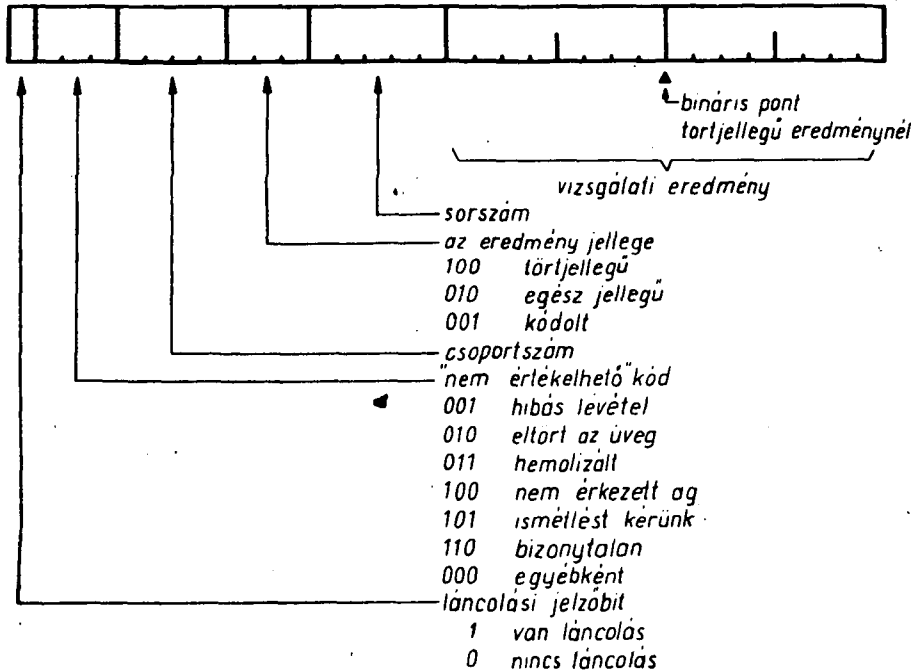 bináris pont
törtjellegű eredménynél
vizsgálati eredmény
sorszám
az eredmény jellege
100 törtjellegű
010 egész jellegű
001 kódolt
csoportszám
"nem értékelhető" kód
001 hibás levétel
010 eltört az üveg
011 hemolizált
100 nem érkezett ag
101 ismétlést kérünk
110 bizonytalan
000 egyébként
láncolási jelzőbit
1 van láncolás
0 nincs láncolás